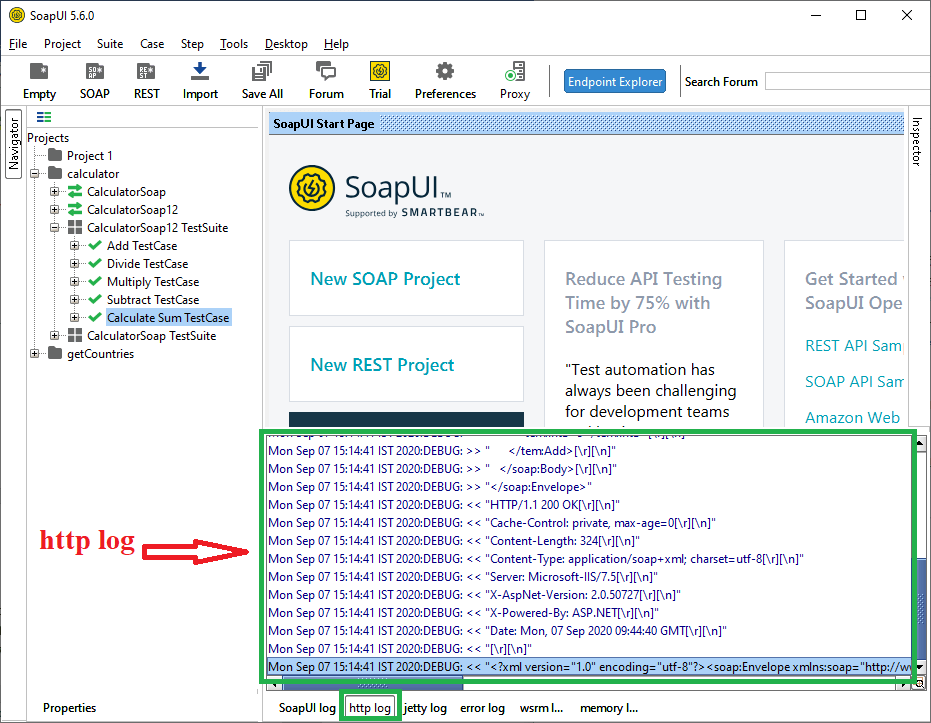 SoapUI 5.6.0
File Project Suite Case Step Tools Desktop Help
Empty SOAP REST Import Save All Forum Trial Preferences Proxy Endpoint Explorer Search Forum
Navigator
Projects
Project 1
calculator
CalculatorSoap
CalculatorSoap12
CalculatorSoap12 TestSuite
Add TestCase
Divide TestCase
Multiply TestCase
Subtract TestCase
Calculate Sum TestCase
CalculatorSoap TestSuite
getCountries
SoapUI Start Page
Inspector
SoapUI™
Supported by SMARTBEAR™
New SOAP Project
New REST Project
Reduce API Testing
Time by 75% with
SoapUI Pro
"Test automation has
always been challenging
for development teams
Get Started
SoapUI Ope
REST API Sam
SOAP API Sam
Amazon Web
http log
Mon Sep 07 15:14:41 IST 2020:DEBUG: >> "      </tem:Add>[\r][\n]"
Mon Sep 07 15:14:41 IST 2020:DEBUG: >> "   </soap:Body>[\r][\n]"
Mon Sep 07 15:14:41 IST 2020:DEBUG: >> "</soap:Envelope>"
Mon Sep 07 15:14:41 IST 2020:DEBUG: << "HTTP/1.1 200 OK[\r][\n]"
Mon Sep 07 15:14:41 IST 2020:DEBUG: << "Cache-Control: private, max-age=0[\r][\n]"
Mon Sep 07 15:14:41 IST 2020:DEBUG: << "Content-Length: 324[\r][\n]"
Mon Sep 07 15:14:41 IST 2020:DEBUG: << "Content-Type: application/soap+xml; charset=utf-8[\r][\n]"
Mon Sep 07 15:14:41 IST 2020:DEBUG: << "Server: Microsoft-IIS/7.5[\r][\n]"
Mon Sep 07 15:14:41 IST 2020:DEBUG: << "X-AspNet-Version: 2.0.50727[\r][\n]"
Mon Sep 07 15:14:41 IST 2020:DEBUG: << "X-Powered-By: ASP.NET[\r][\n]"
Mon Sep 07 15:14:41 IST 2020:DEBUG: << "Date: Mon, 07 Sep 2020 09:44:40 GMT[\r][\n]"
Mon Sep 07 15:14:41 IST 2020:DEBUG: << "[\r][\n]"
Mon Sep 07 15:14:41 IST 2020:DEBUG: << "<?xml version="1.0" encoding="utf-8"?><soap:Envelope xmlns:soap="http://w
Properties
SoapUI log http log jetty log error log wsrm l... memory l...